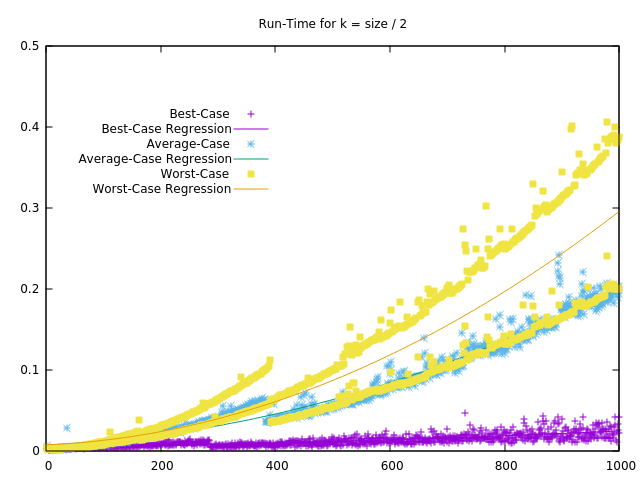 Run-Time for k = size / 2
0.5
0.4
0.3
0.2
0.1
0
Best-Case
Best-Case Regression
Average-Case
Average-Case Regression
Worst-Case
Worst-Case Regression
0 200 400 600 800 1000